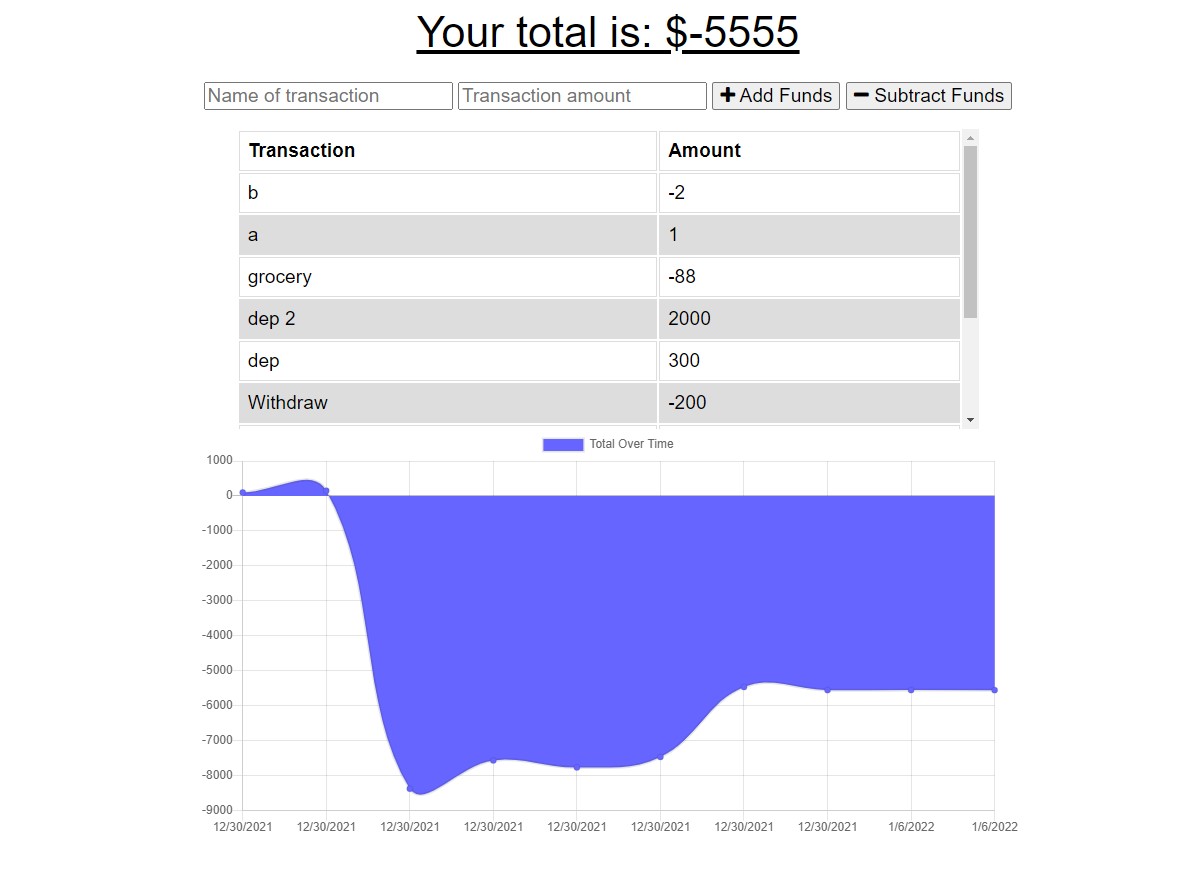 Your total is: $-5555
Name of transaction Transaction amount Add Funds Subtract Funds
Transaction Amount
b -2
a 1
grocery -88
dep 2 2000
dep 300
Withdraw -200
Total Over Time
1000
0
-1000
-2000
-3000
-4000
-5000
-6000
-7000
-8000
-9000
12/30/2021 12/30/2021 12/30/2021 12/30/2021 12/30/2021 12/30/2021 12/30/2021 12/30/2021 1/6/2022 1/6/2022